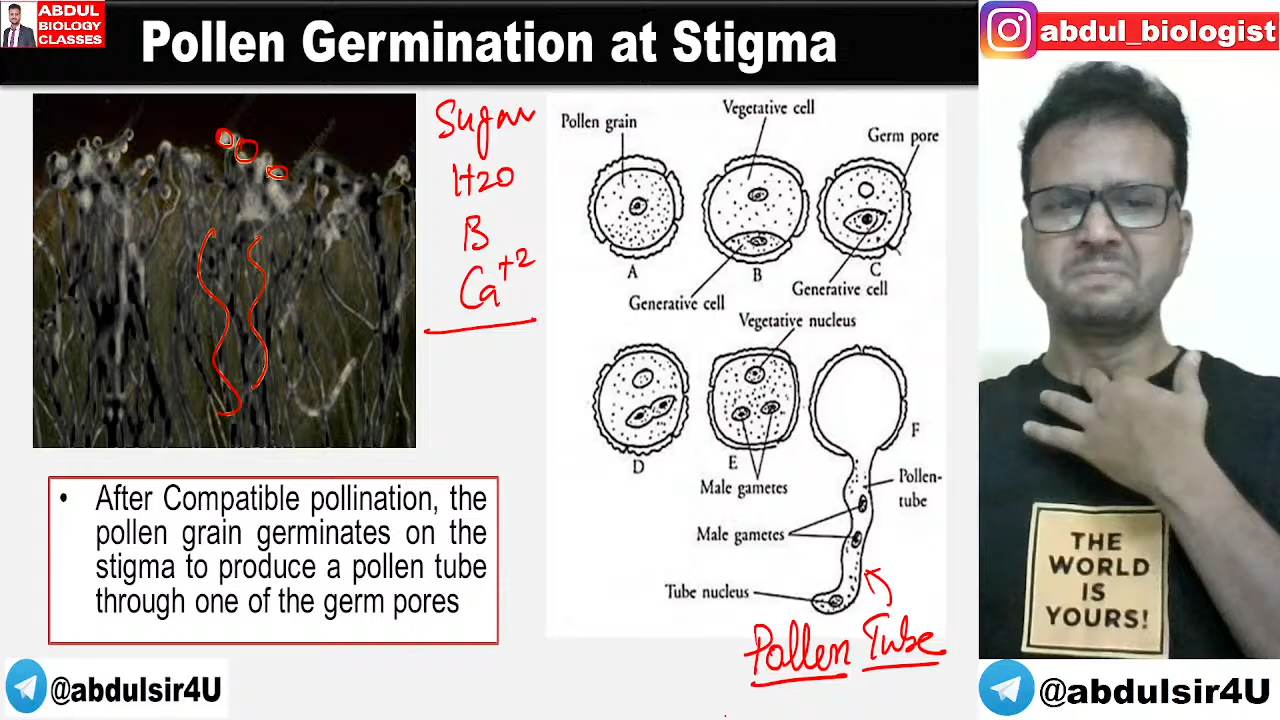 ABDUL
BIOLOGY
CLASSES
Pollen Germination at Stigma
abdul_biologist
Sugar
H2O
B
Ca+2
Pollen grain
Vegetative cell
Germ pore
A
B
C
Generative cell
Generative cell
Vegetative nucleus
D
E
F
Male gametes
Pollen-
tube
Male gametes
Tube nucleus
Pollen Tube
• After Compatible pollination, the
pollen grain germinates on the
stigma to produce a pollen tube
through one of the germ pores
THE
WORLD
IS
YOURS!
@abdulsir4U
@abdulsir4U